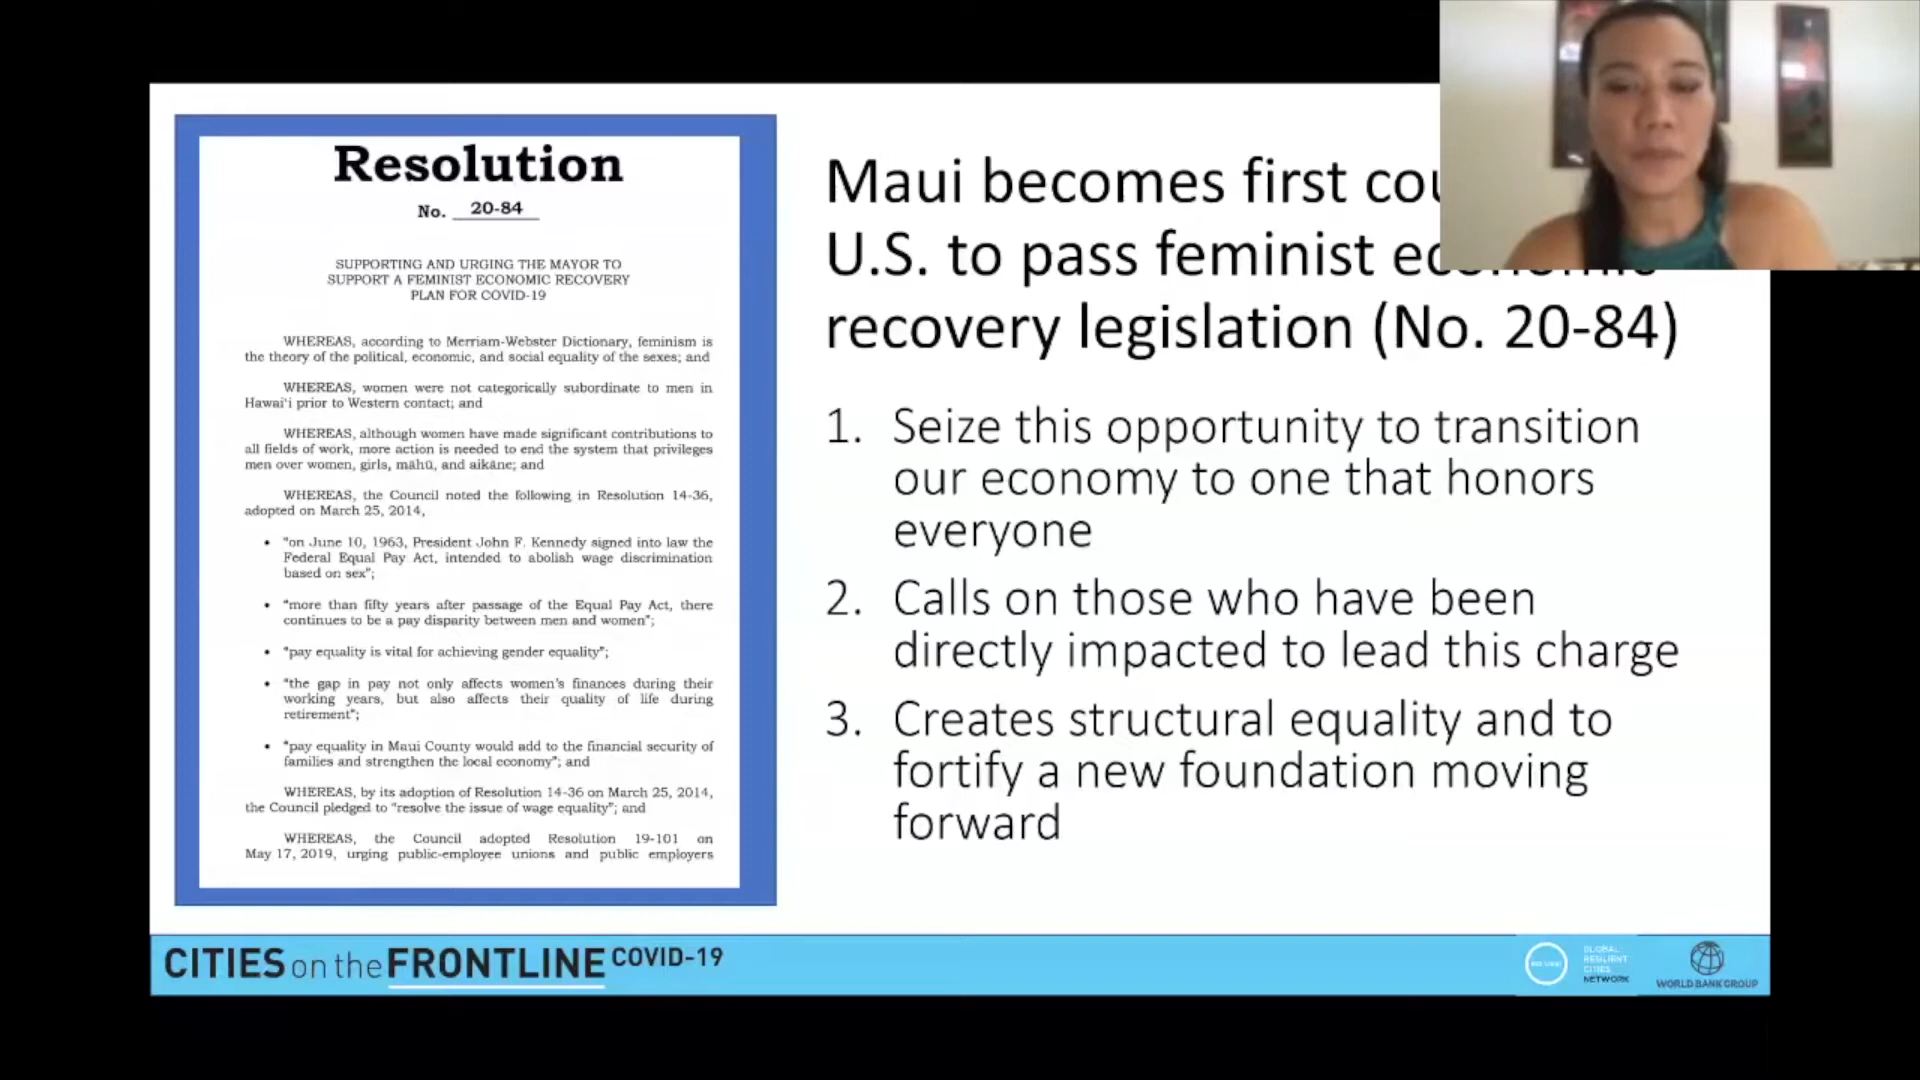 Resolution
No. 20-84
SUPPORTING AND URGING THE MAYOR TO
SUPPORT A FEMINIST ECONOMIC RECOVERY
PLAN FOR COVID-19
WHEREAS, according to Merriam-Webster Dictionary, feminism is
the theory of the political, economic, and social equality of the sexes; and
WHEREAS, women were not categorically subordinate to men in
Hawai‘i prior to Western contact; and
WHEREAS, although women have made significant contributions to
all fields of work, more action is needed to end the system that privileges
men over women, girls, māhū, and aikāne; and
WHEREAS, the Council noted the following in Resolution 14-36,
adopted on March 25, 2014,
• "on June 10, 1963, President John F. Kennedy signed into law the
Federal Equal Pay Act, intended to abolish wage discrimination
based on sex";
• "more than fifty years after passage of the Equal Pay Act, there
continues to be a pay disparity between men and women";
• "pay equality is vital for achieving gender equality";
• "the gap in pay not only affects women's finances during their
working years, but also affects their quality of life during
retirement";
• "pay equality in Maui County would add to the financial security of
families and strengthen the local economy"; and
WHEREAS, by its adoption of Resolution 14-36 on March 25, 2014,
the Council pledged to "resolve the issue of wage equality"; and
WHEREAS, the Council adopted Resolution 19-101 on
May 17, 2019, urging public-employee unions and public employers
Maui becomes first
U.S. to pass feminist economic
recovery legislation (No. 20-84)
1. Seize this opportunity to transition
our economy to one that honors
everyone
2. Calls on those who have been
directly impacted to lead this charge
3. Creates structural equality and to
fortify a new foundation moving
forward
CITIES on the FRONTLINE COVID-19
GLOBAL
RESILIENT
CITIES
NETWORK
WORLD BANK GROUP